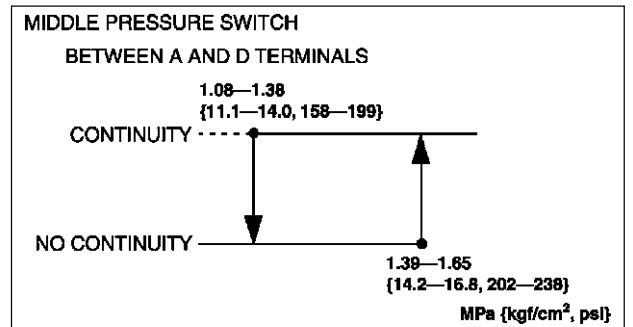 MIDDLE PRESSURE SWITCH
BETWEEN A AND D TERMINALS
1.08—1.38
{11.1—14.0, 158—199}
CONTINUITY
NO CONTINUITY
1.39—1.65
{14.2—16.8, 202—238}
MPa {kgf/cm², psi}